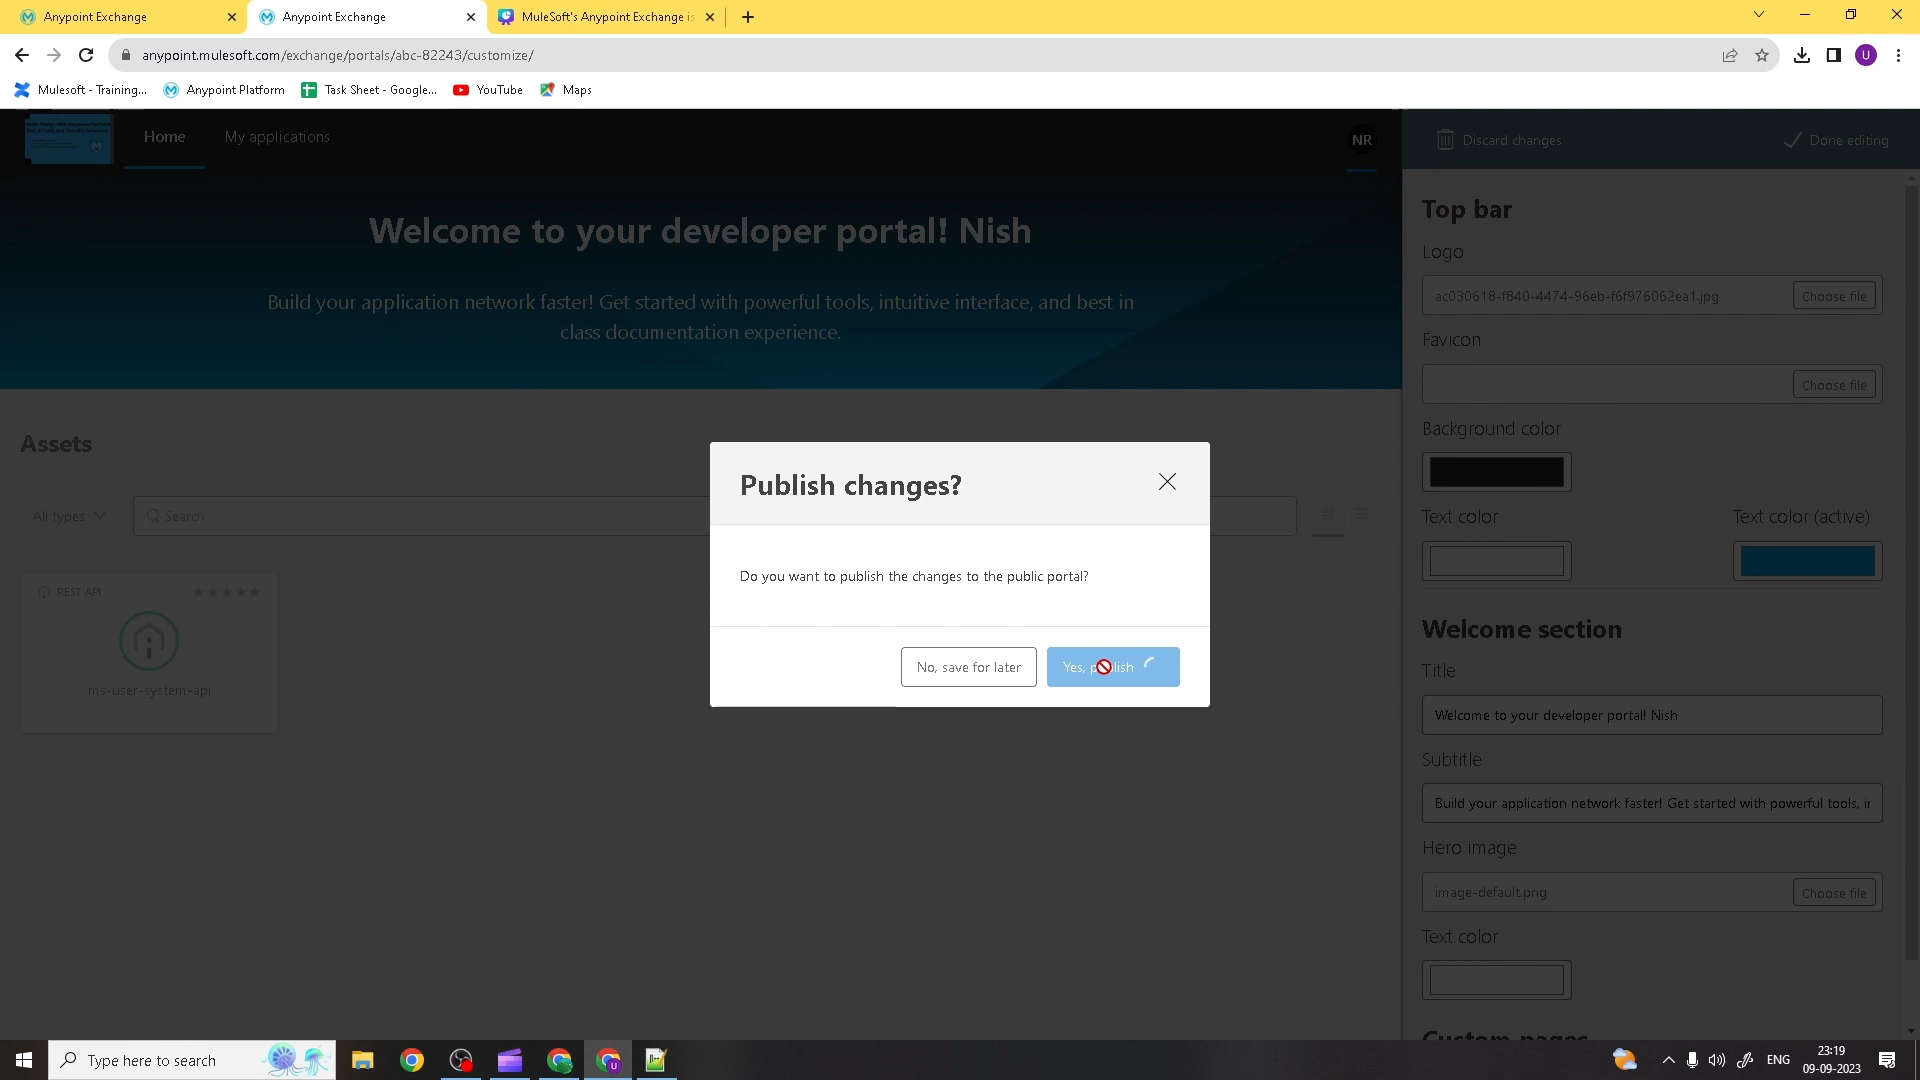 Anypoint Exchange
Anypoint Exchange
MuleSoft's Anypoint Exchange is
anypoint.mulesoft.com/exchange/portals/abc-82243/customize/
U
Mulesoft - Training...
Anypoint Platform
Task Sheet - Google...
YouTube
Maps
Home
My applications
NR
Discard changes
Done editing
Welcome to your developer portal! Nish
Build your application network faster! Get started with powerful tools, intuitive interface, and best in
class documentation experience.
Top bar
Logo
ac030618-f840-4474-96eb-f6f976062ea1.jpg
Choose file
Favicon
Choose file
Background color
Text color
Text color (active)
Assets
All types
Search
REST API
ms-user-system-api
Publish changes?
Do you want to publish the changes to the public portal?
No, save for later
Yes, publish
Welcome section
Title
Welcome to your developer portal! Nish
Subtitle
Build your application network faster! Get started with powerful tools, ir
Hero image
image-default.png
Choose file
Text color
Custom pages
Type here to search
U
ENG
23:19
09-09-2023